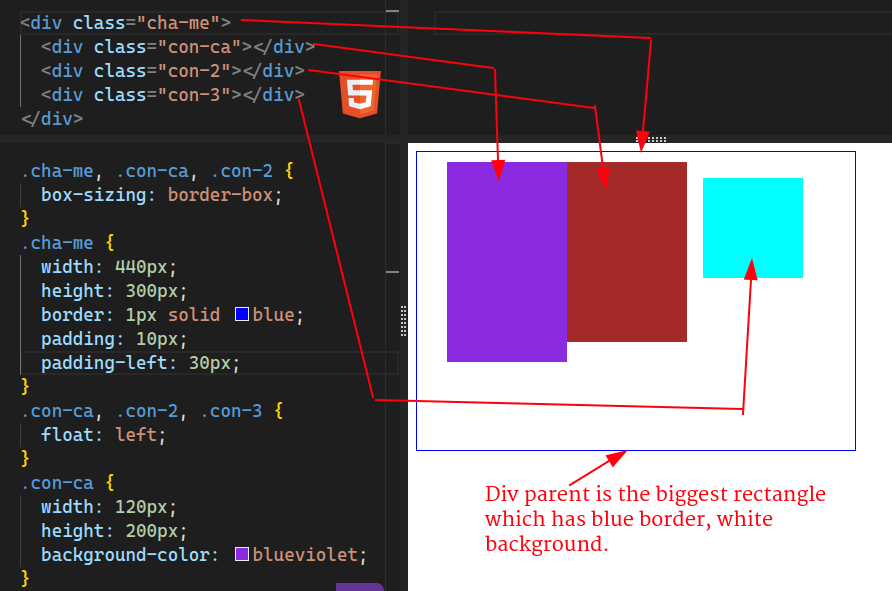 <div class="cha-me">
<div class="con-ca"></div>
<div class="con-2"></div>
<div class="con-3"></div>
</div>
5
.cha-me, .con-ca, .con-2 {
box-sizing: border-box;
}
.cha-me {
width: 440px;
height: 300px;
border: 1px solid blue;
padding: 10px;
padding-left: 30px;
}
.con-ca, .con-2, .con-3 {
float: left;
}
.con-ca {
width: 120px;
height: 200px;
background-color: blueviolet;
}
Div parent is the biggest rectangle
which has blue border, white
background.